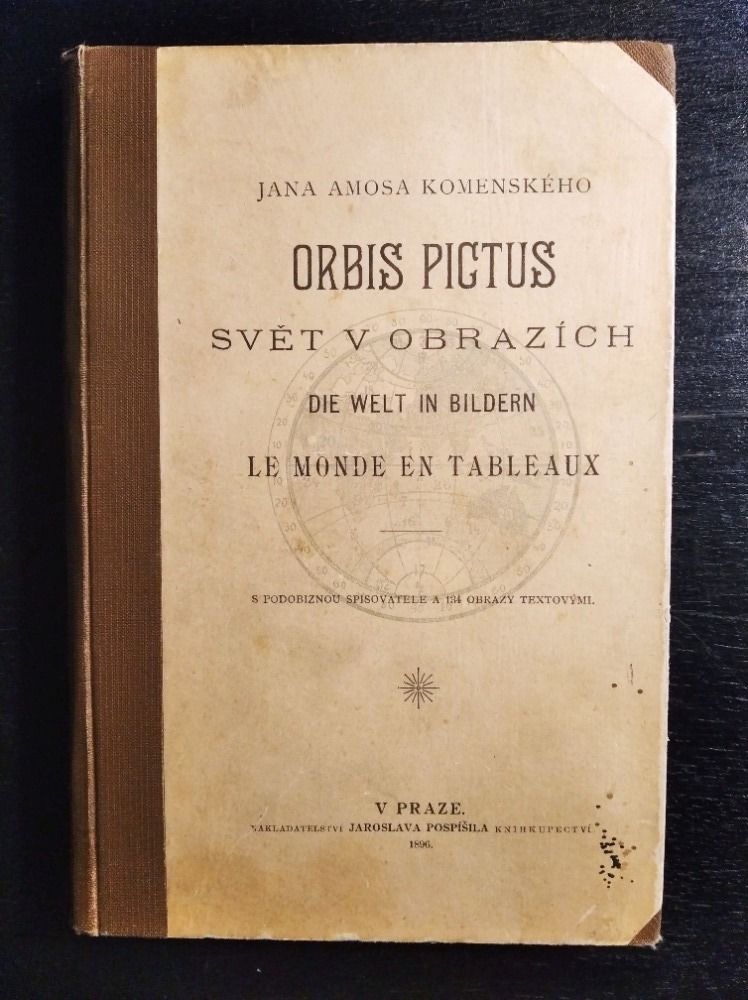 JANA AMOSA KOMENSKÉHO
ORBIS PICTUS
SVĚT V OBRAZÍCH
DIE WELT IN BILDERN
LE MONDE EN TABLEAUX
S PODOBIZNOU SPISOVATELE A 134 OBRAZY TEXTOVÝMI.
V PRAZE.
NAKLADATELSTVÍ JAROSLAVA POSPÍŠILA KNIHKUPECTVÍ
1896.